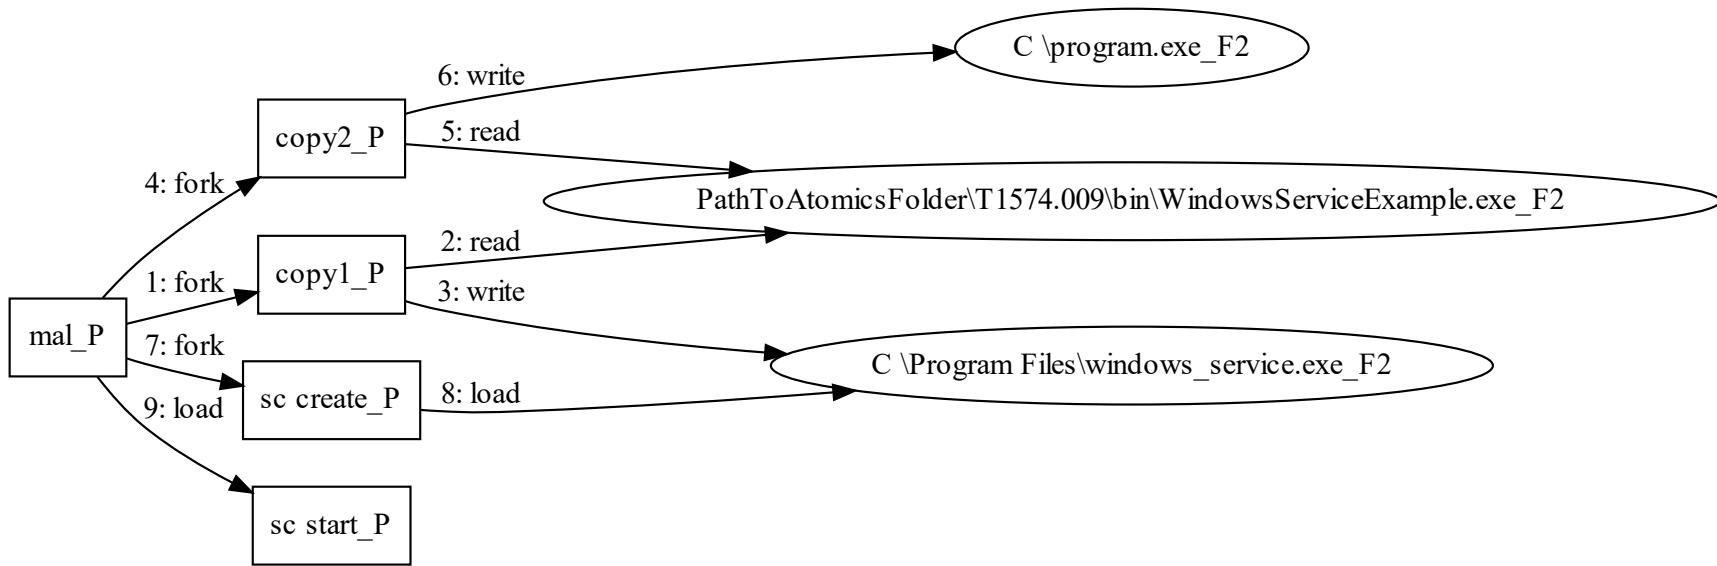 C \program.exe_F2
6: write
copy2_P
5: read
4: fork
PathToAtomicsFolder\T1574.009\bin\WindowsServiceExample.exe_F2
2: read
copy1_P
1: fork
3: write
mal_P
7: fork
C \Program Files\windows_service.exe_F2
sc create_P
8: load
9: load
sc start_P